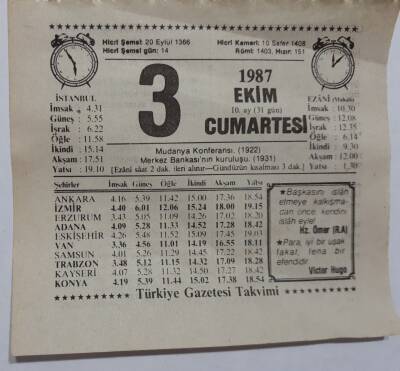 Hicri Şemsî: 20 Eylül 1366
Hicri Şemsî gün: 14
Hicri Kamerî: 10 Safer 1408
Rûmî: 1403, Hızır: 151
3
1987
EKİM
10. ay (31 gün)
CUMARTESİ
İSTANBUL
İmsak 4.31
Güneş : 5.55
İşrak : 6.22
Öğle : 11.58
İkindi : 15.14
Akşam : 17.51
Yatsı : 19.10
EZÂNÎ (Mahallî)
İmsak : 10.30
Güneş : 12.08
İşrak : 12.35
Öğle : 6.14
İkindi : 9.30
Akşam : 12.00
Yatsı : 1.30
Mudanya Konferansı. (1922)
Merkez Bankası'nın kuruluşu. (1931)
[Ezânî sâat 2 dak. ileri alınır—Gündüzün kısalması 3 dak.]
Şehirler İmsak Güneş Öğle İkindi Akşam Yatsı
ANKARA 4.16 5.39 11.42 15.00 17.36 18.54
İZMİR 4.40 6.01 12.06 15.24 18.00 19.15
ERZURUM 3.43 5.05 11.09 14.26 17.02 18.20
ADANA 4.09 5.28 11.33 14.52 17.28 18.42
ESKİŞEHİR 4.26 5.48 11.52 15.09 17.45 19.03
VAN 3.36 4.56 11.01 14.19 16.55 18.11
SAMSUN 4.01 5.26 11.29 14.45 17.22 18.42
TRABZON 3.48 5.12 11.15 14.32 17.09 18.28
KAYSERİ 4.07 5.28 11.32 14.50 17.27 18.42
KONYA 4.19 5.39 11.44 15.02 17.38 18.54
★Başkasını islâh
etmeye kalkışma-
dan önce kendini
islâh eyle!
Hz. Ömer (R.A)
★Para, iyi bir uşak
fakat, fena bir
efendidir.
Victor Hugo
Türkiye Gazetesi Takvimi